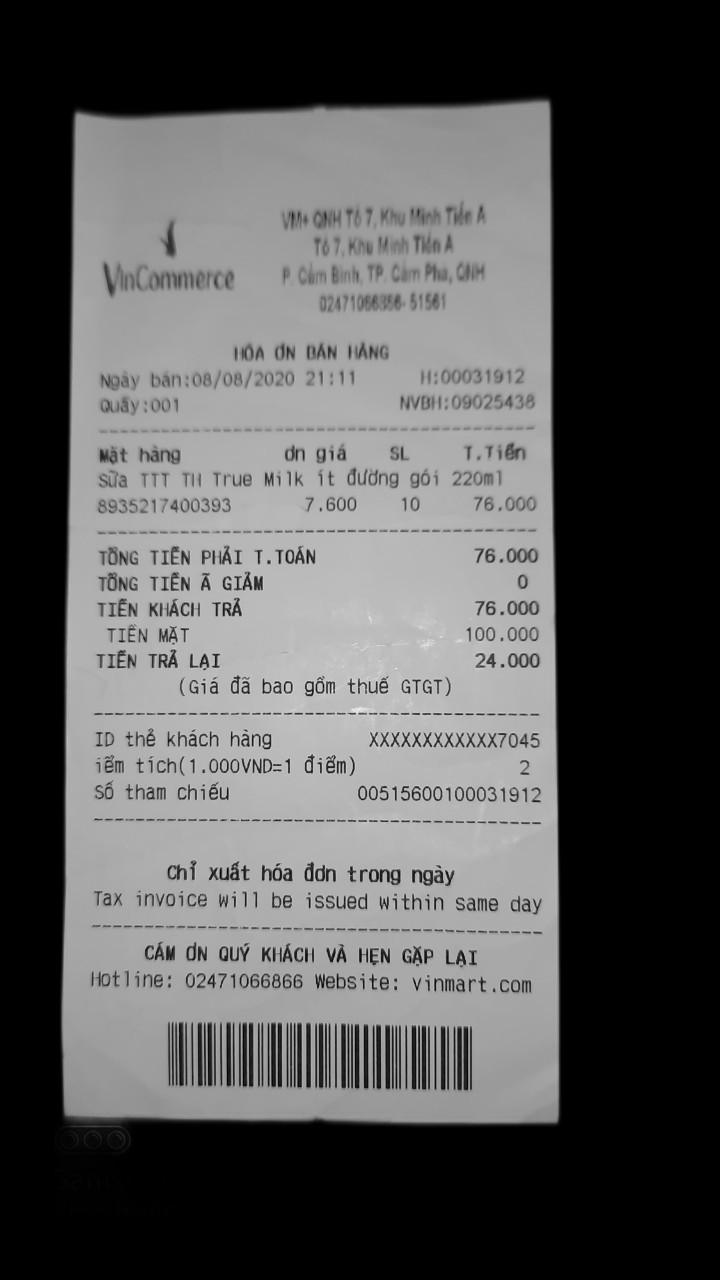 VinCommerce
VM+ QNH Tổ 7, Khu Minh Tiến A
Tổ 7, Khu Minh Tiến A
P. Cẩm Bình, TP. Cẩm Phả, QNH
02471066866- 51561
HÓA ƠN BÁN HÀNG
Ngày bán:08/08/2020 21:11 H:00031912
Quầy:001 NVBH:09025438
Mặt hàng ơn giá SL T.Tiền
Sữa TTT TH True Milk ít đường gói 220ml
8935217400393 7.600 10 76.000
TỔNG TIỀN PHẢI T.TOÁN 76.000
TỔNG TIỀN Ã GIẢM 0
TIỀN KHÁCH TRẢ 76.000
TIỀN MẶT 100.000
TIỀN TRẢ LẠI 24.000
(Giá đã bao gồm thuế GTGT)
ID thẻ khách hàng XXXXXXXXXXXX7045
iểm tích(1.000VND=1 điểm) 2
Số tham chiếu 00515600100031912
Chỉ xuất hóa đơn trong ngày
Tax invoice will be issued within same day
CÁM ƠN QUÝ KHÁCH VÀ HẸN GẶP LẠI
Hotline: 02471066866 Website: vinmart.com